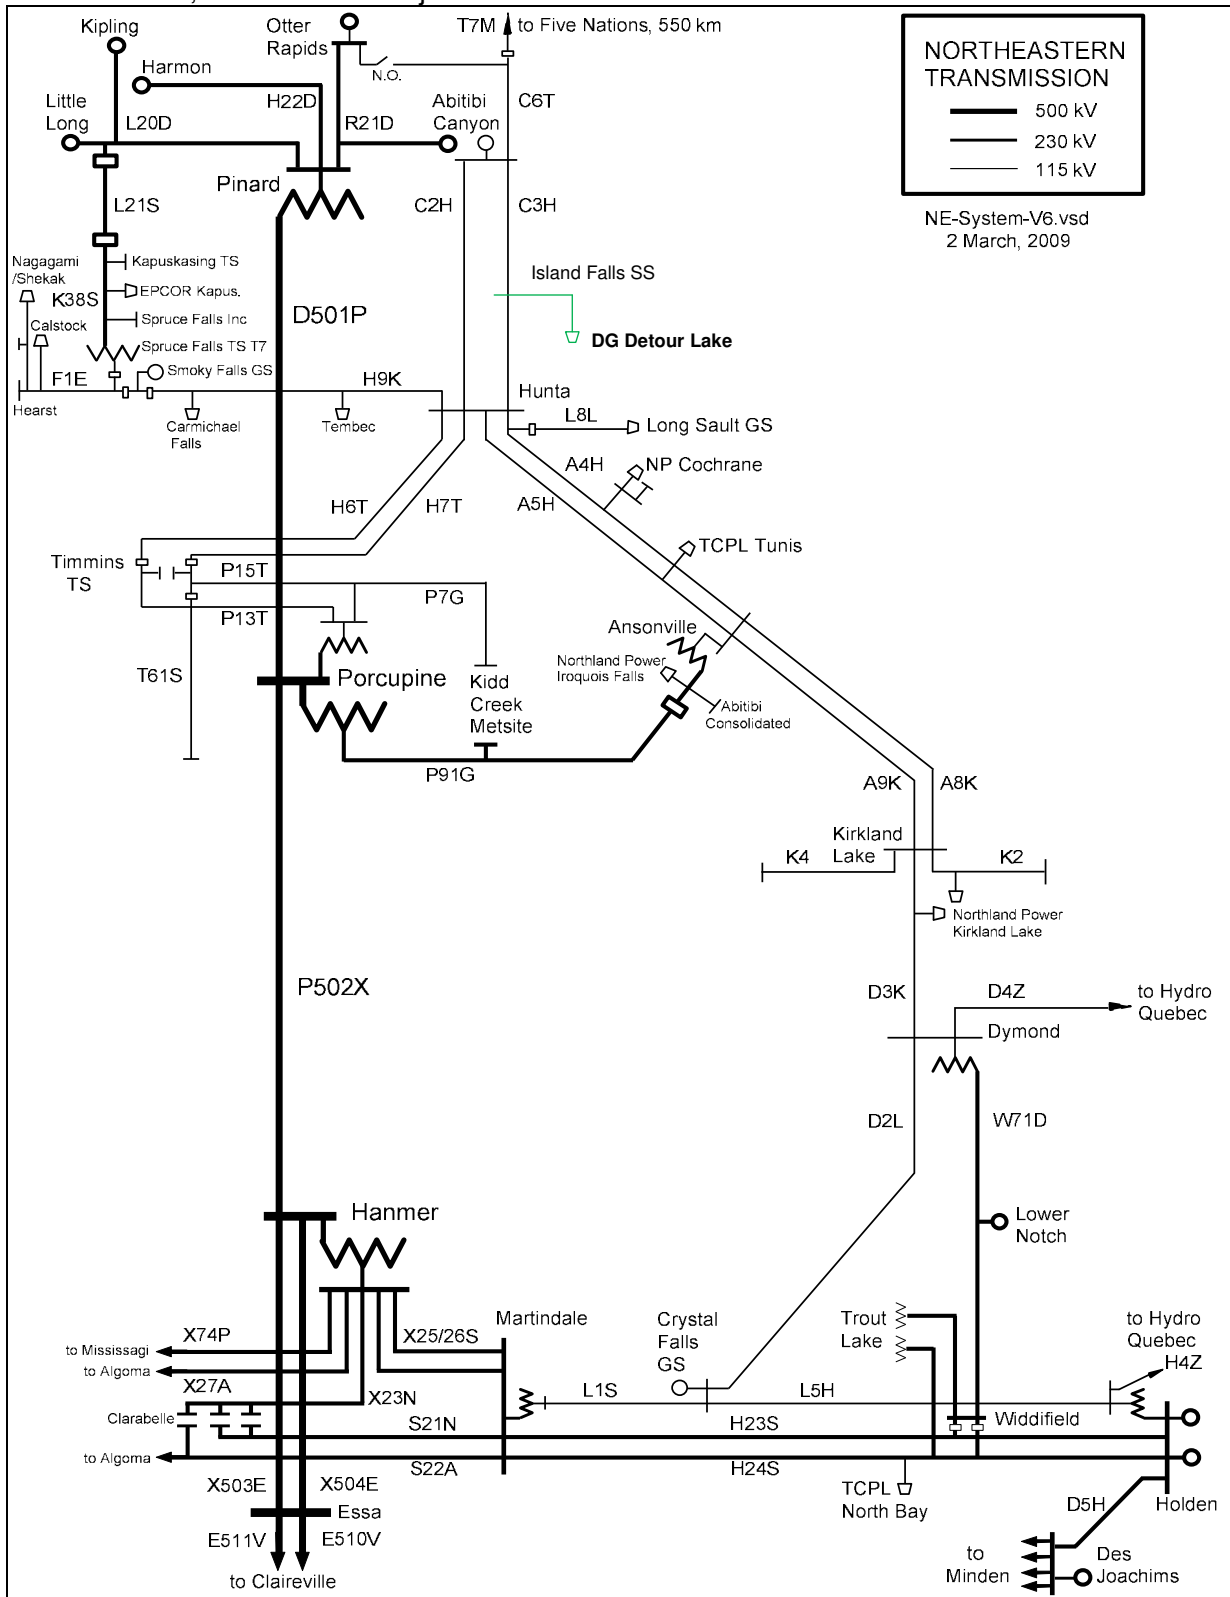 Kipling
Otter
Rapids
T7M
to Five Nations, 550 km
NORTHEASTERN
TRANSMISSION
500 kV
230 kV
115 kV
NE-System-V6.vsd
2 March, 2009
Harmon
N.O.
Little
Long
L20D
H22D
R21D
Abitibi
Canyon
C6T
Pinard
L21S
C2H
C3H
Nagagami
/Shekak
K38S
Calstock
Kapuskasing TS
EPCOR Kapus.
Spruce Falls Inc
Spruce Falls TS T7
Smoky Falls GS
D501P
Island Falls SS
DG Detour Lake
F1E
H9K
Hearst
Carmichael
Falls
Tembec
Hunta
L8L
Long Sault GS
A4H
NP Cochrane
A5H
H6T
H7T
TCPL Tunis
Timmins
TS
P15T
P7G
P13T
T61S
Porcupine
Kidd
Creek
Metsite
Ansonville
Northland Power
Iroquois Falls
Abitibi
Consolidated
P91G
A9K
A8K
Kirkland
Lake
K4
K2
Northland Power
Kirkland Lake
P502X
D3K
D4Z
to Hydro
Quebec
Dymond
D2L
W71D
Hanmer
Lower
Notch
Martindale
Crystal
Falls
GS
Trout
Lake
to Hydro
Quebec
H4Z
X74P
X25/26S
to Mississagi
to Algoma
X27A
X23N
L1S
L5H
Clarabelle
S21N
H23S
Widdifield
to Algoma
S22A
H24S
X503E
X504E
TCPL
North Bay
D5H
Holden
Essa
E511V
E510V
to Claireville
to
Minden
Des
Joachims